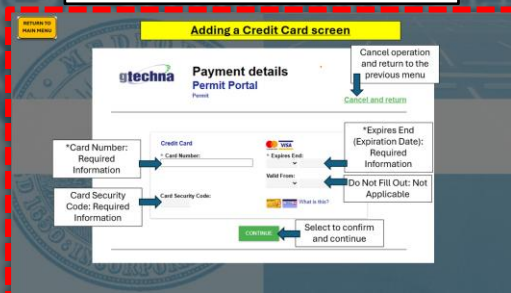 RETURN TO
MAIN MENU
Adding a Credit Card screen
Cancel operation
and return to the
previous menu
gtechna
Payment details
Permit Portal
Permit
Cancel and return
*Card Number:
Required
Information
Credit Card
* Card Number:
VISA
* Expires End:
*Expires End
(Expiration Date):
Required
Information
Valid From:
Do Not Fill Out: Not
Applicable
Card Security
Code: Required
Information
Card Security Code:
What is this?
CONTINUE
Select to confirm
and continue